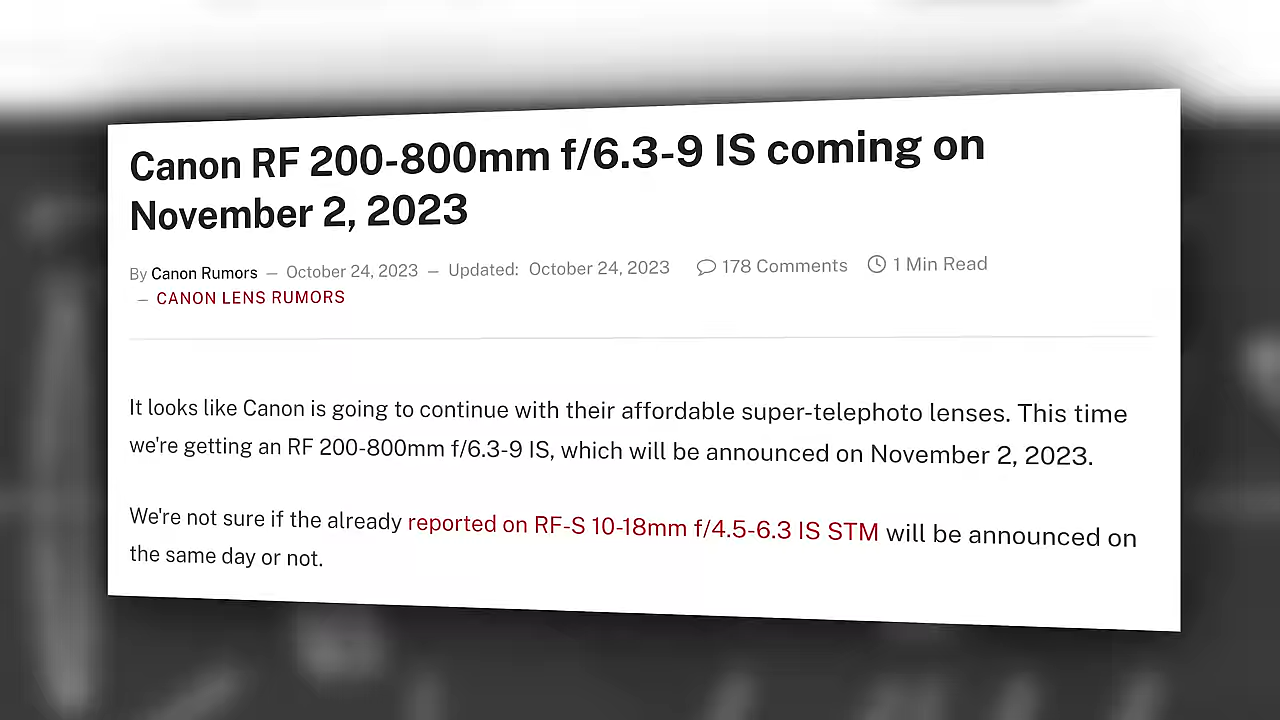 Canon RF 200-800mm f/6.3-9 IS coming on
November 2, 2023
By Canon Rumors — October 24, 2023 — Updated: October 24, 2023 178 Comments 1 Min Read
— CANON LENS RUMORS
It looks like Canon is going to continue with their affordable super-telephoto lenses. This time
we're getting an RF 200-800mm f/6.3-9 IS, which will be announced on November 2, 2023.
We're not sure if the already reported on RF-S 10-18mm f/4.5-6.3 IS STM will be announced on
the same day or not.